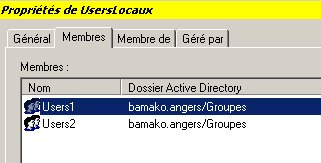 Propriétés de UsersLocaux
Général Membres Membre de Géré par
Membres :
Nom Dossier Active Directory
Users1 bamako.angers/Groupes
Users2 bamako.angers/Groupes